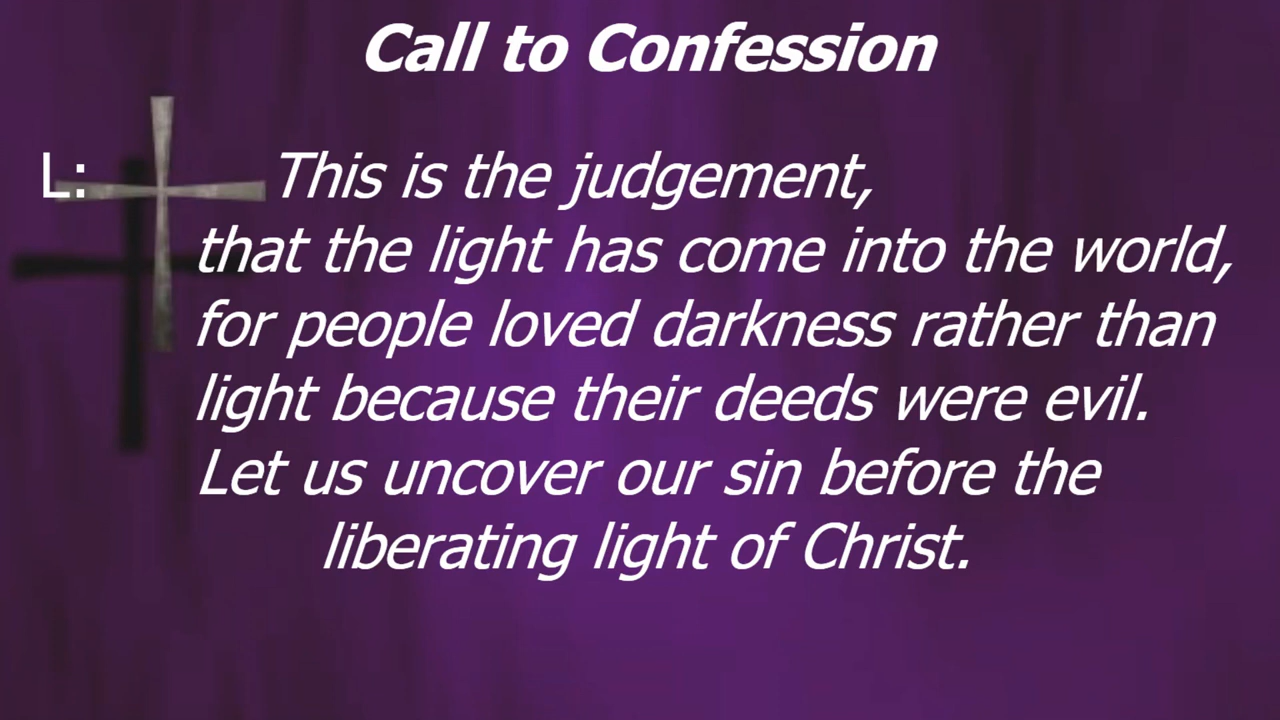 Call to Confession
L: This is the judgement,
that the light has come into the world,
for people loved darkness rather than
light because their deeds were evil.
Let us uncover our sin before the
liberating light of Christ.